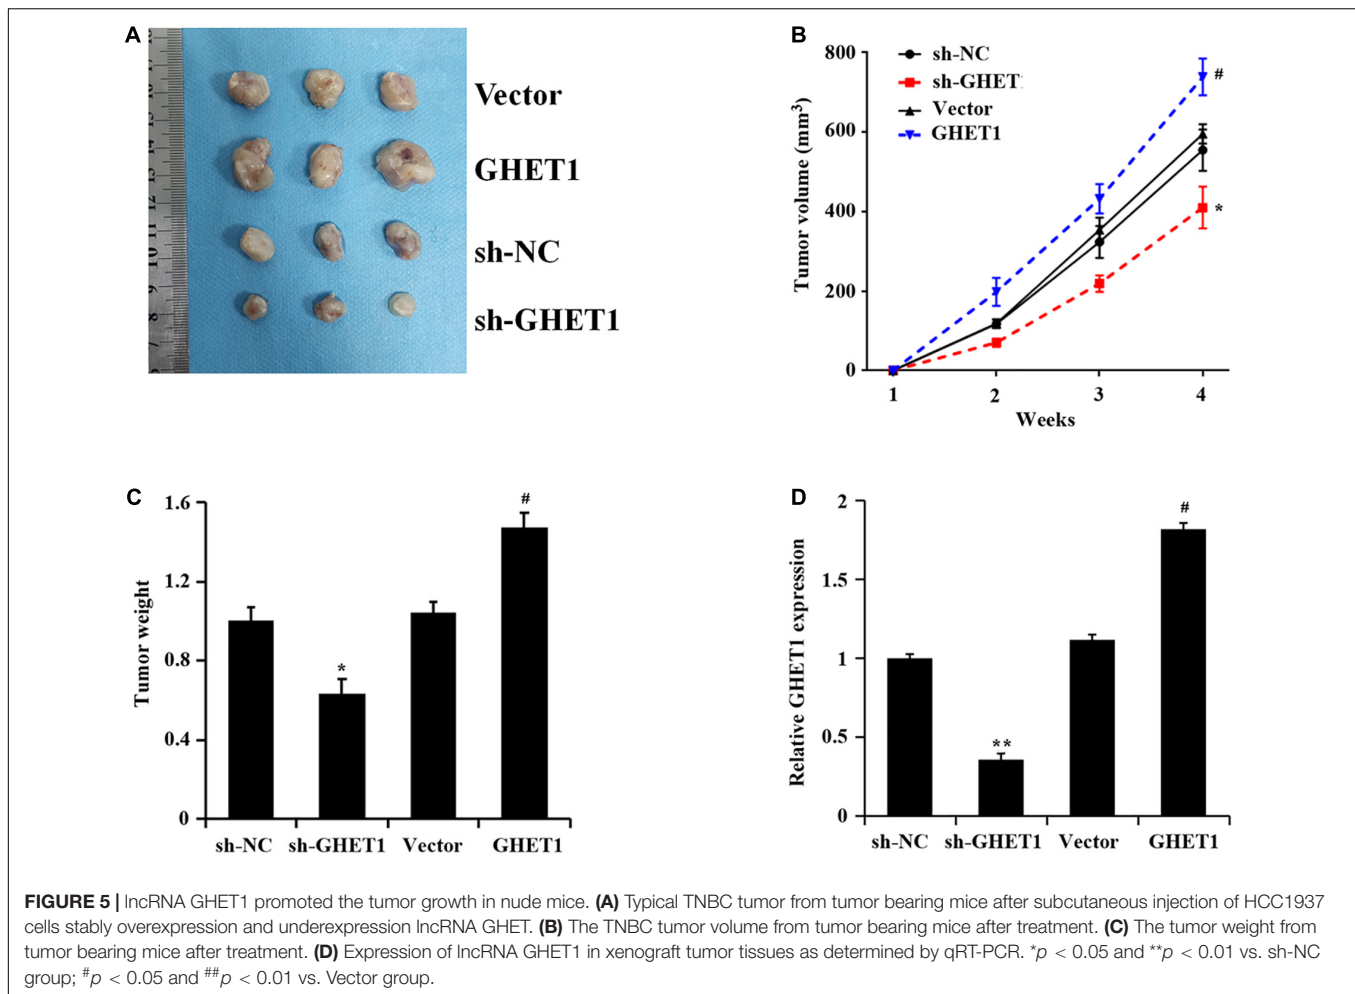 A
Vector
GHET1
sh-NC
sh-GHET1
B
sh-NC
sh-GHET1
Vector
GHET1
Tumor volume (mm³)
800
600
400
200
0
#
*
1 2 3 4
Weeks
C
Tumor weight
1.6
1.2
0.8
0.4
0
*
#
sh-NC sh-GHET1 Vector GHET1
D
Relative GHET1 expression
2
1.5
1
0.5
0
**
#
sh-NC sh-GHET1 Vector GHET1
FIGURE 5 | lncRNA GHET1 promoted the tumor growth in nude mice. (A) Typical TNBC tumor from tumor bearing mice after subcutaneous injection of HCC1937
cells stably overexpression and underexpression lncRNA GHET. (B) The TNBC tumor volume from tumor bearing mice after treatment. (C) The tumor weight from
tumor bearing mice after treatment. (D) Expression of lncRNA GHET1 in xenograft tumor tissues as determined by qRT-PCR. *p < 0.05 and **p < 0.01 vs. sh-NC
group; #p < 0.05 and ##p < 0.01 vs. Vector group.